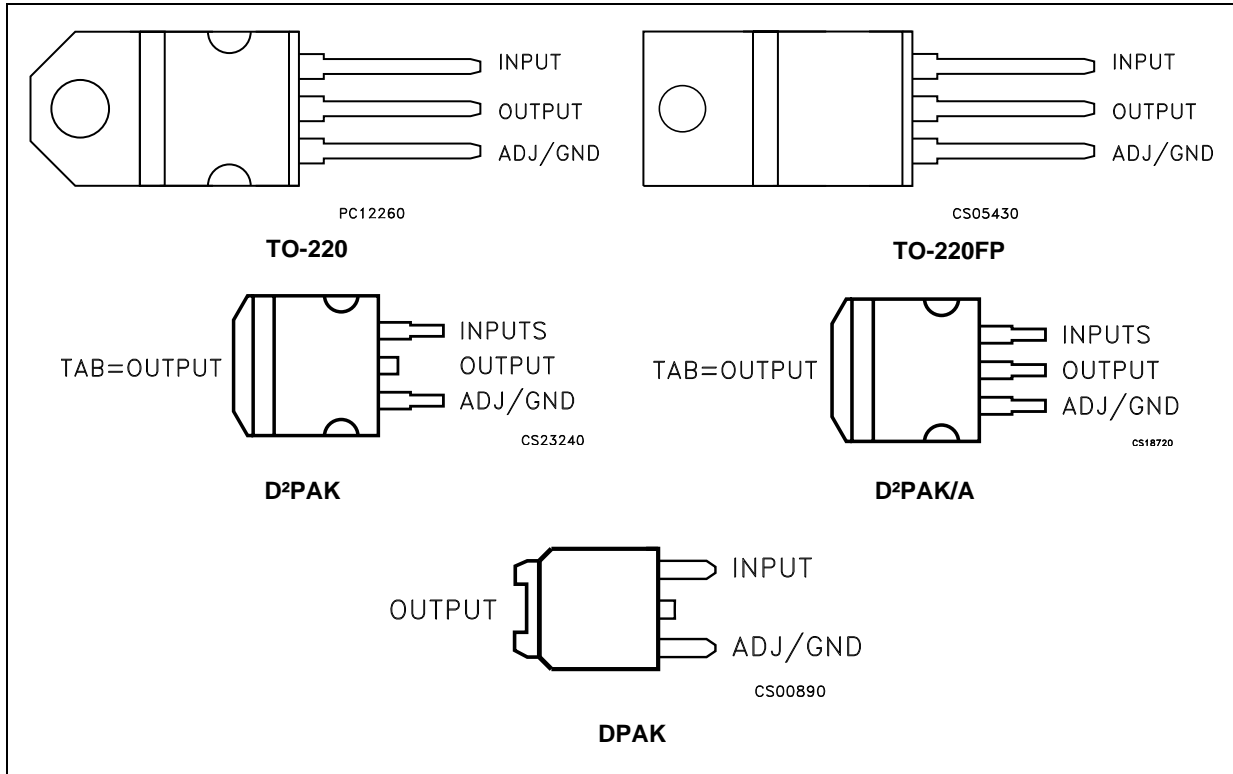 INPUT
OUTPUT
ADJ/GND
PC12260
TO-220
INPUT
OUTPUT
ADJ/GND
CS05430
TO-220FP
TAB=OUTPUT
INPUTS
OUTPUT
ADJ/GND
CS23240
D²PAK
TAB=OUTPUT
INPUTS
OUTPUT
ADJ/GND
CS18720
D²PAK/A
OUTPUT
INPUT
ADJ/GND
CS00890
DPAK